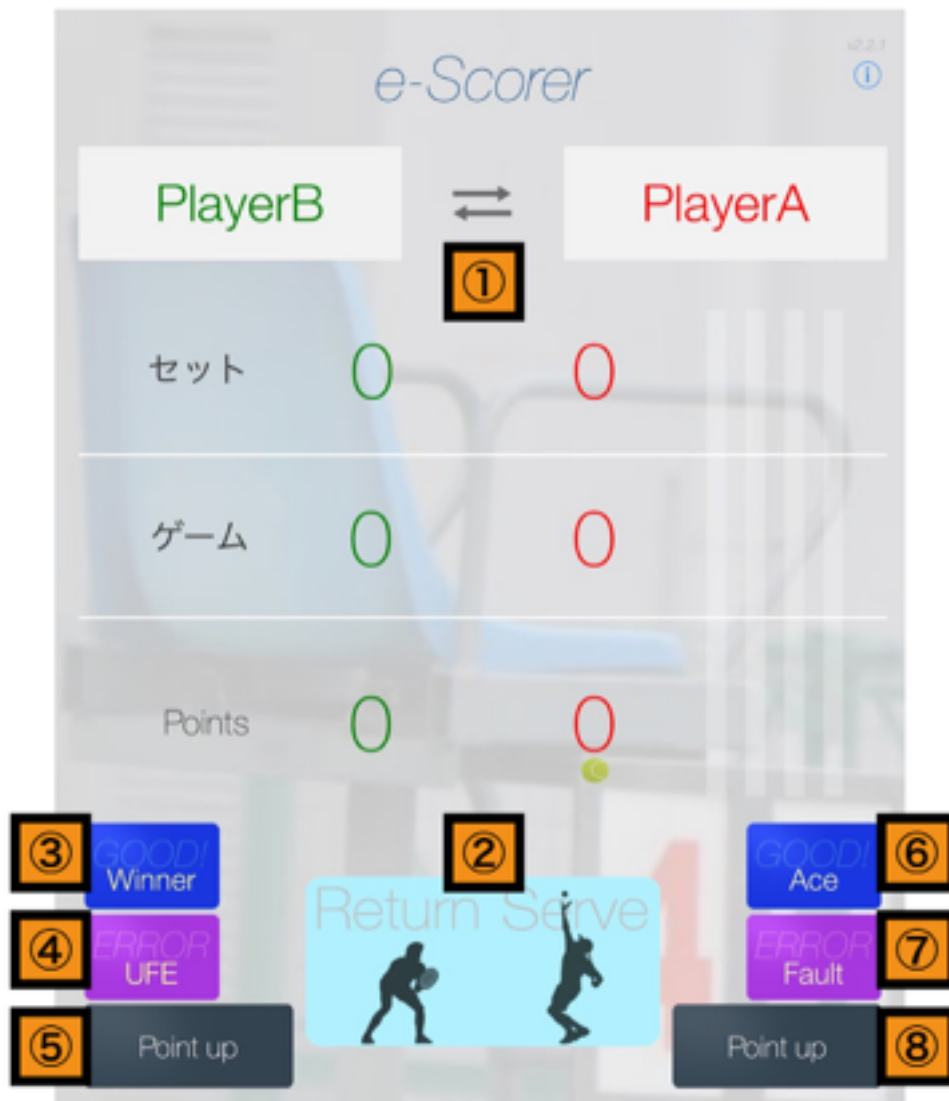 v2.2.1
e-Scorer
PlayerB
PlayerA
①
セット 0 0
ゲーム 0 0
Points 0 0
③
GOOD!
Winner
②
GOOD!
Ace
⑥
Return Serve
④
ERROR
UFE
ERROR
Fault
⑦
⑤
Point up
Point up
⑧
4